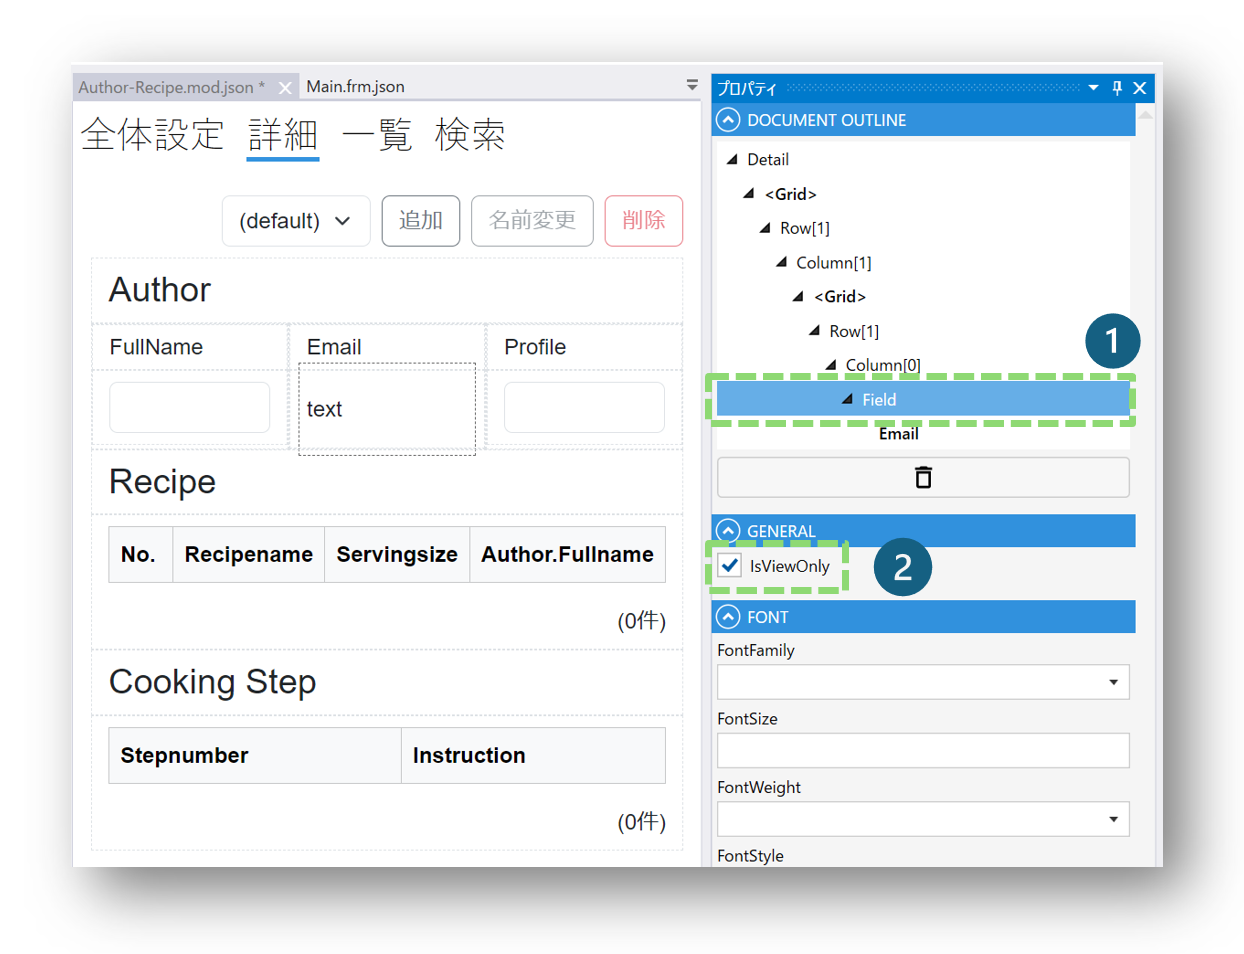 Author-Recipe.mod.json *
Main.frm.json
全体設定 詳細 一覧 検索
(default) 追加 名前変更 削除
Author
FullName Email Profile
text
Recipe
No. Recipename Servingsize Author.Fullname
(0件)
Cooking Step
Stepnumber Instruction
(0件)
プロパティ
DOCUMENT OUTLINE
Detail
<Grid>
Row[1]
Column[1]
<Grid>
Row[1]
1
Column[0]
Field
Email
GENERAL
IsViewOnly
2
FONT
FontFamily
FontSize
FontWeight
FontStyle